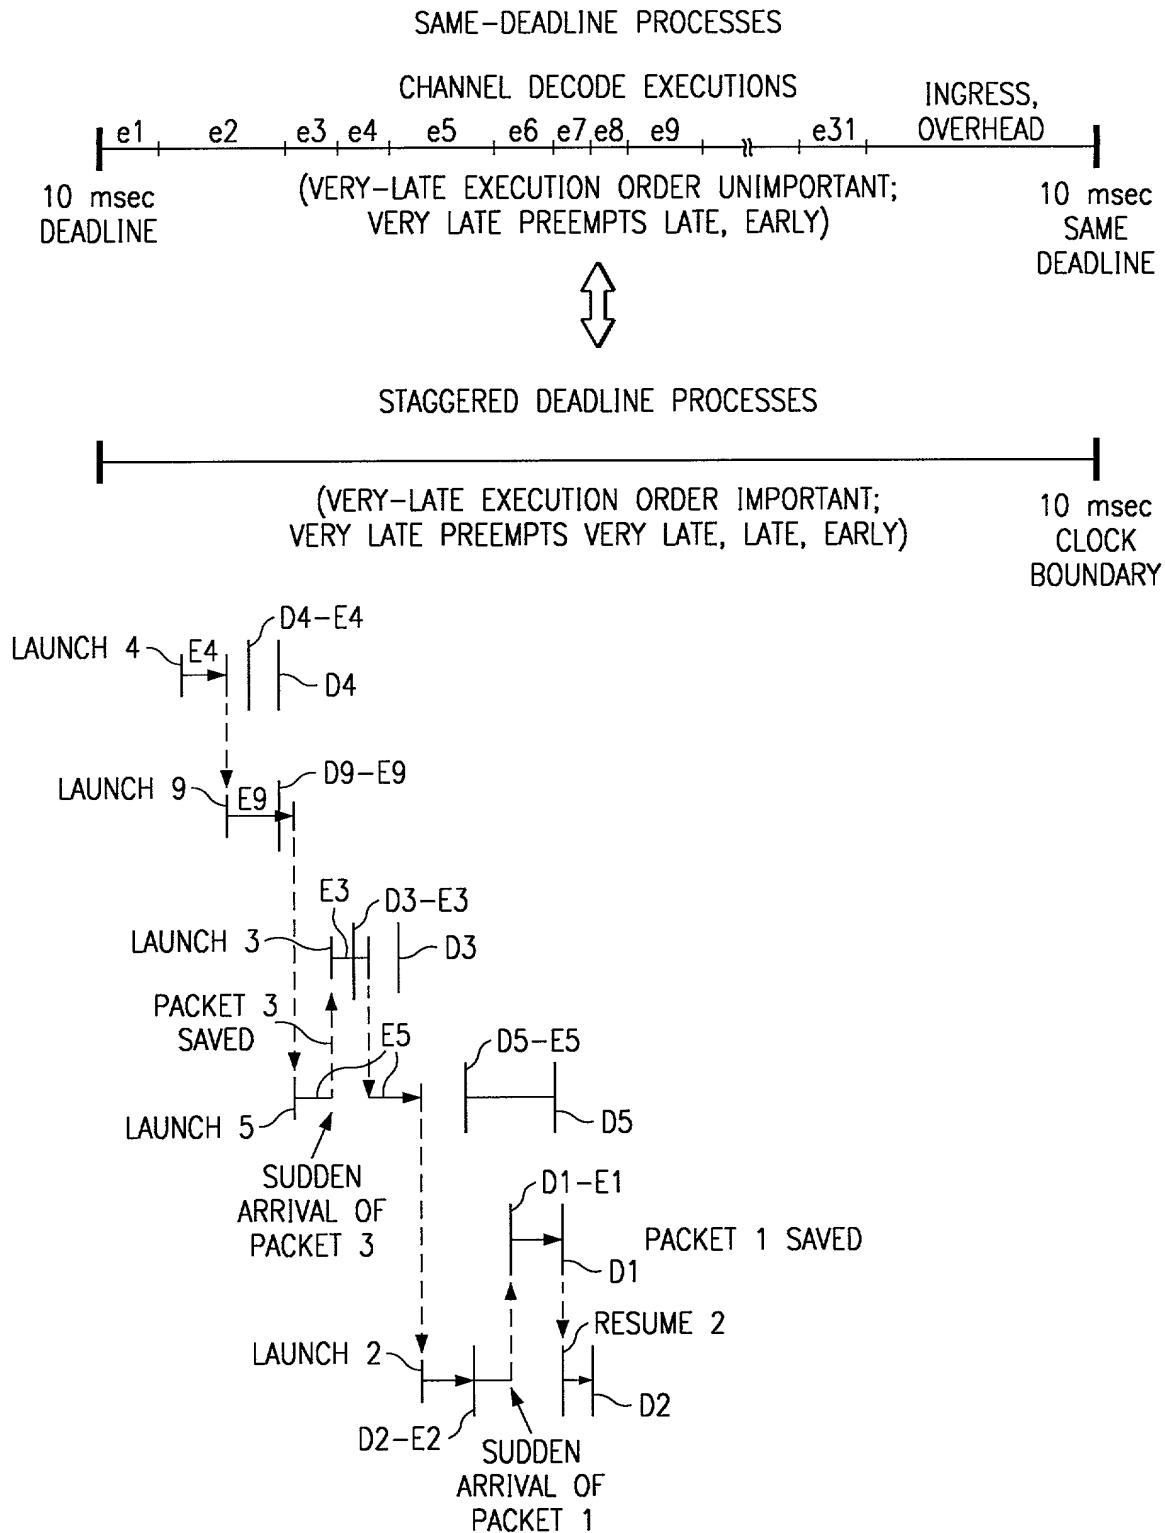 SAME-DEADLINE PROCESSES
CHANNEL DECODE EXECUTIONS
INGRESS,
OVERHEAD
e1 e2 e3 e4 e5 e6 e7 e8 e9 e31
10 msec
DEADLINE
(VERY-LATE EXECUTION ORDER UNIMPORTANT;
VERY LATE PREEMPTS LATE, EARLY)
10 msec
SAME
DEADLINE
STAGGERED DEADLINE PROCESSES
(VERY-LATE EXECUTION ORDER IMPORTANT;
VERY LATE PREEMPTS VERY LATE, LATE, EARLY)
10 msec
CLOCK
BOUNDARY
D4-E4
LAUNCH 4
E4
D4
D9-E9
LAUNCH 9
E9
E3
D3-E3
LAUNCH 3
D3
PACKET 3
SAVED
E5
D5-E5
LAUNCH 5
D5
SUDDEN
ARRIVAL OF
PACKET 3
D1-E1
PACKET 1 SAVED
D1
RESUME 2
LAUNCH 2
D2
D2-E2
SUDDEN
ARRIVAL OF
PACKET 1